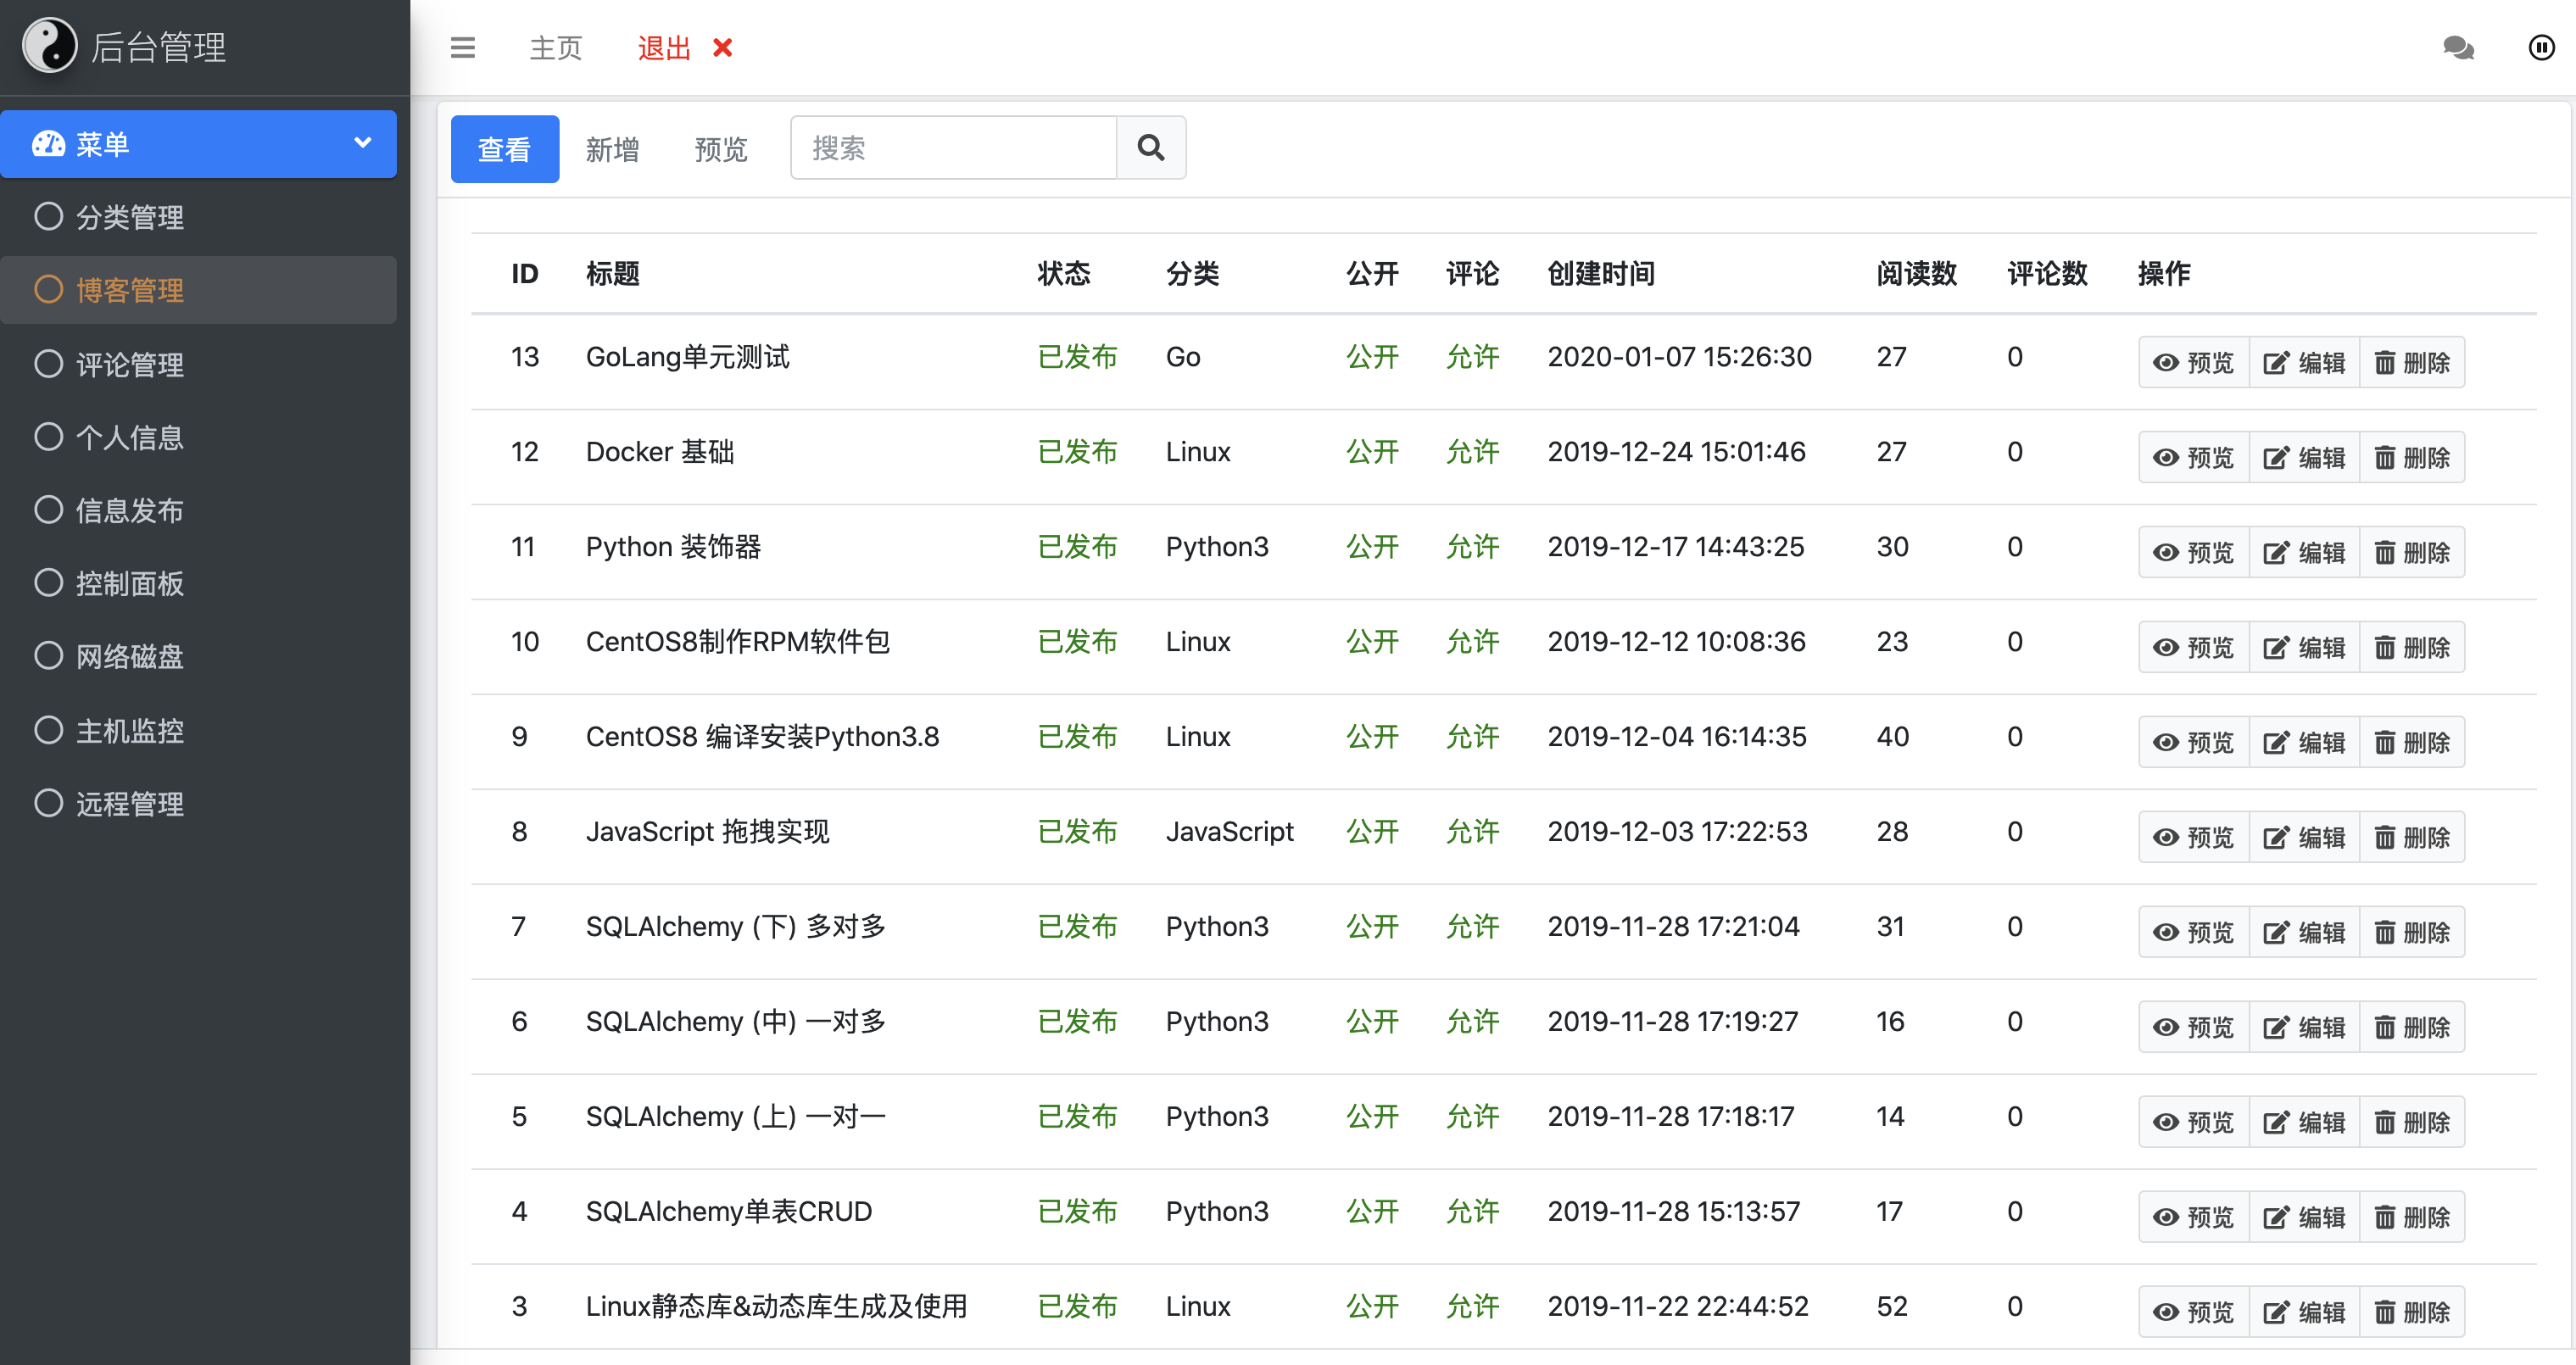 后台管理
主页 退出
菜单
分类管理
博客管理
评论管理
个人信息
信息发布
控制面板
网络磁盘
主机监控
远程管理
查看 新增 预览 搜索
ID 标题 状态 分类 公开 评论 创建时间 阅读数 评论数 操作
13 GoLang单元测试 已发布 Go 公开 允许 2020-01-07 15:26:30 27 0 预览 编辑 删除
12 Docker 基础 已发布 Linux 公开 允许 2019-12-24 15:01:46 27 0 预览 编辑 删除
11 Python 装饰器 已发布 Python3 公开 允许 2019-12-17 14:43:25 30 0 预览 编辑 删除
10 CentOS8制作RPM软件包 已发布 Linux 公开 允许 2019-12-12 10:08:36 23 0 预览 编辑 删除
9 CentOS8 编译安装Python3.8 已发布 Linux 公开 允许 2019-12-04 16:14:35 40 0 预览 编辑 删除
8 JavaScript 拖拽实现 已发布 JavaScript 公开 允许 2019-12-03 17:22:53 28 0 预览 编辑 删除
7 SQLAlchemy (下) 多对多 已发布 Python3 公开 允许 2019-11-28 17:21:04 31 0 预览 编辑 删除
6 SQLAlchemy (中) 一对多 已发布 Python3 公开 允许 2019-11-28 17:19:27 16 0 预览 编辑 删除
5 SQLAlchemy (上) 一对一 已发布 Python3 公开 允许 2019-11-28 17:18:17 14 0 预览 编辑 删除
4 SQLAlchemy单表CRUD 已发布 Python3 公开 允许 2019-11-28 15:13:57 17 0 预览 编辑 删除
3 Linux静态库&动态库生成及使用 已发布 Linux 公开 允许 2019-11-22 22:44:52 52 0 预览 编辑 删除